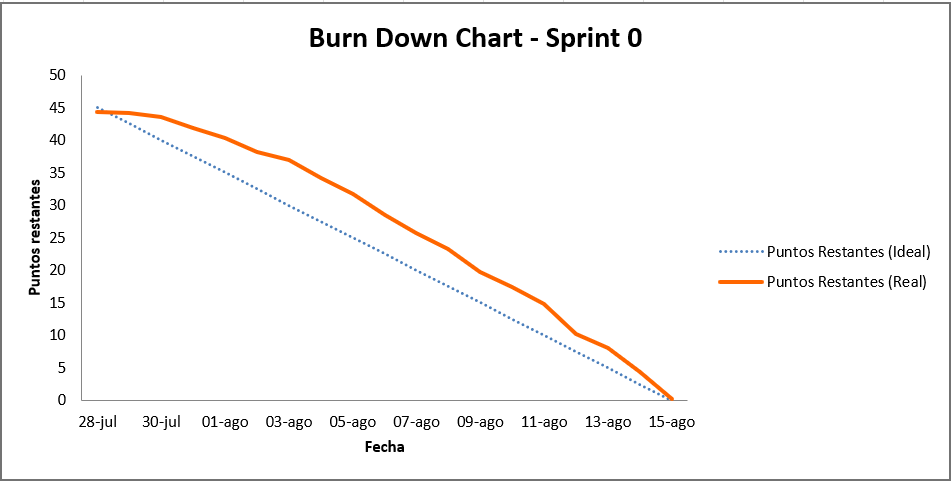 Burn Down Chart - Sprint 0
50
45
40
35
30
25
20
15
10
5
0
Puntos restantes
28-jul 30-jul 01-ago 03-ago 05-ago 07-ago 09-ago 11-ago 13-ago 15-ago
Fecha
Puntos Restantes (Ideal)
Puntos Restantes (Real)